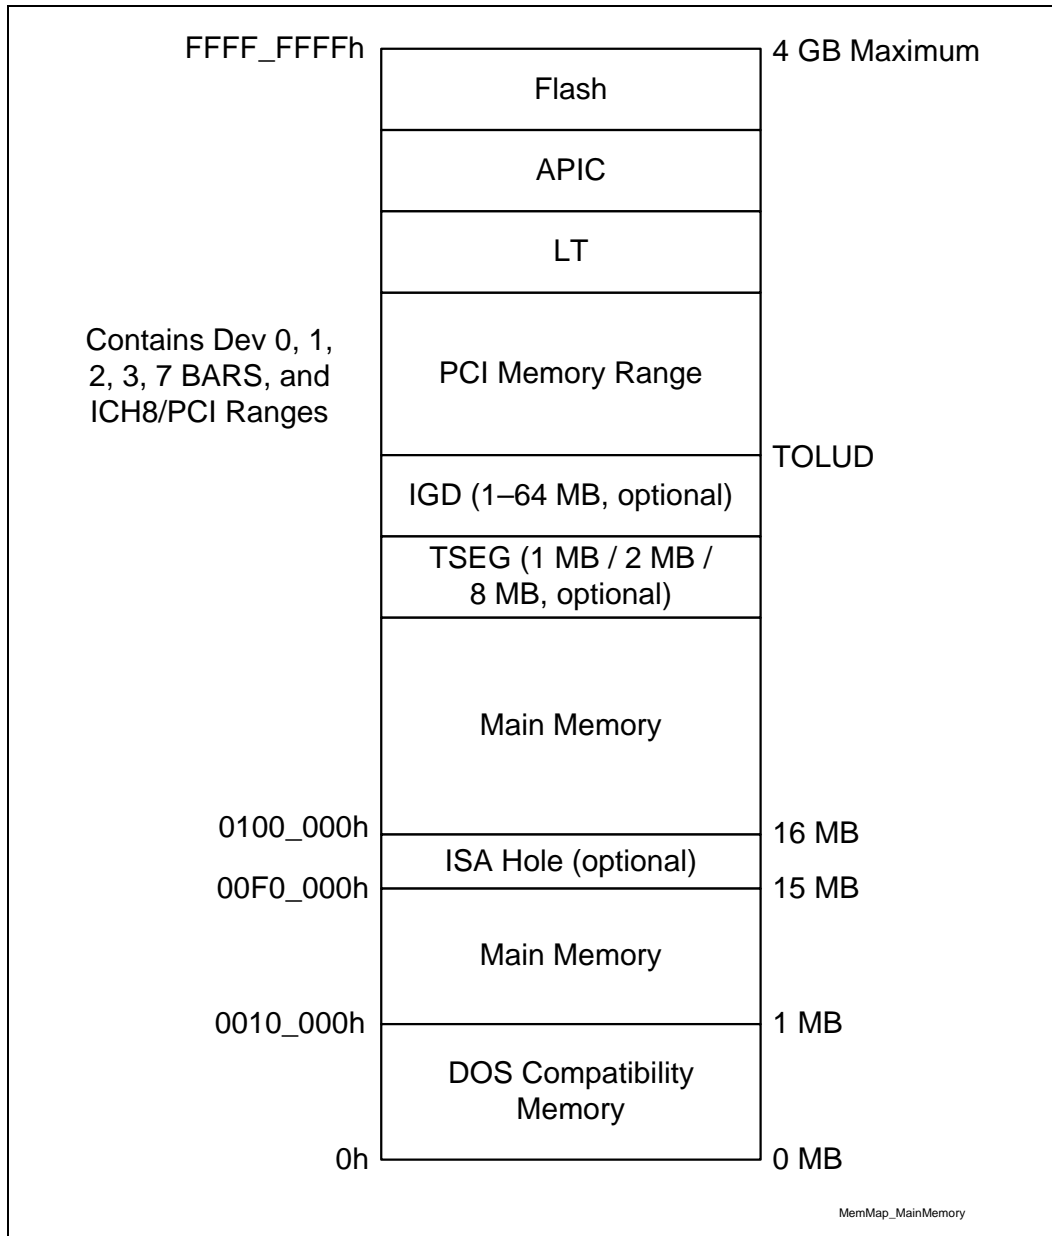 FFFF_FFFFh
4 GB Maximum
Flash
APIC
LT
Contains Dev 0, 1,
2, 3, 7 BARS, and
ICH8/PCI Ranges
PCI Memory Range
TOLUD
IGD (1–64 MB, optional)
TSEG (1 MB / 2 MB /
8 MB, optional)
Main Memory
0100_000h
16 MB
ISA Hole (optional)
00F0_000h
15 MB
Main Memory
0010_000h
1 MB
DOS Compatibility
Memory
0h
0 MB
MemMap_MainMemory